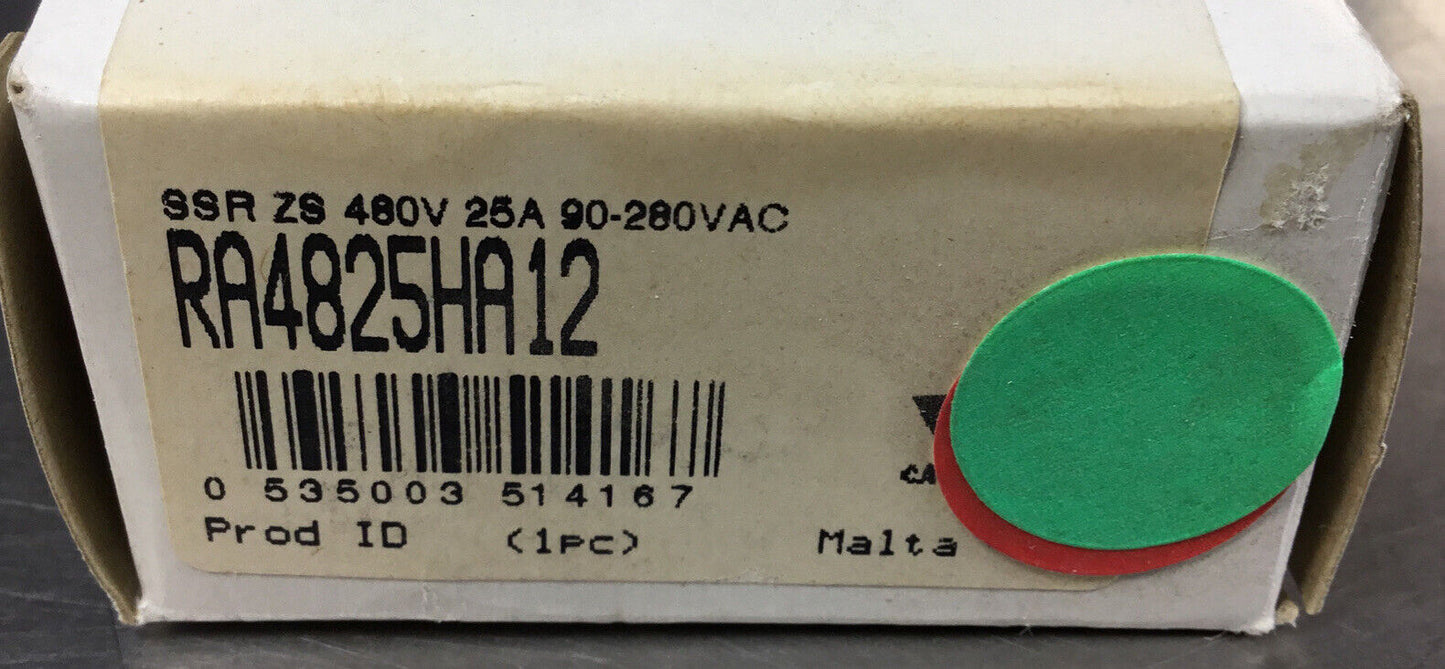 SSR ZS 480V 25A 90-280VAC
RA4825HA12
0 535003 514167
Prod ID (1pc) Malta